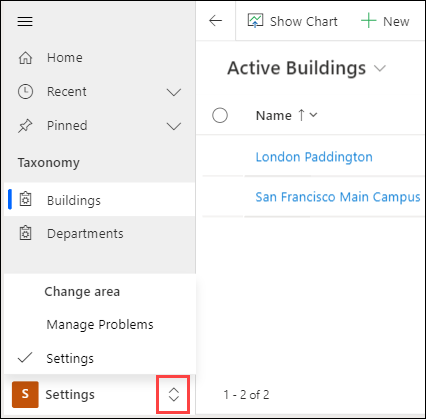 Show Chart
New
Home
Recent
Pinned
Taxonomy
Buildings
Departments
Change area
Manage Problems
Settings
S Settings
Active Buildings
Name ↑
London Paddington
San Francisco Main Campus
1 - 2 of 2